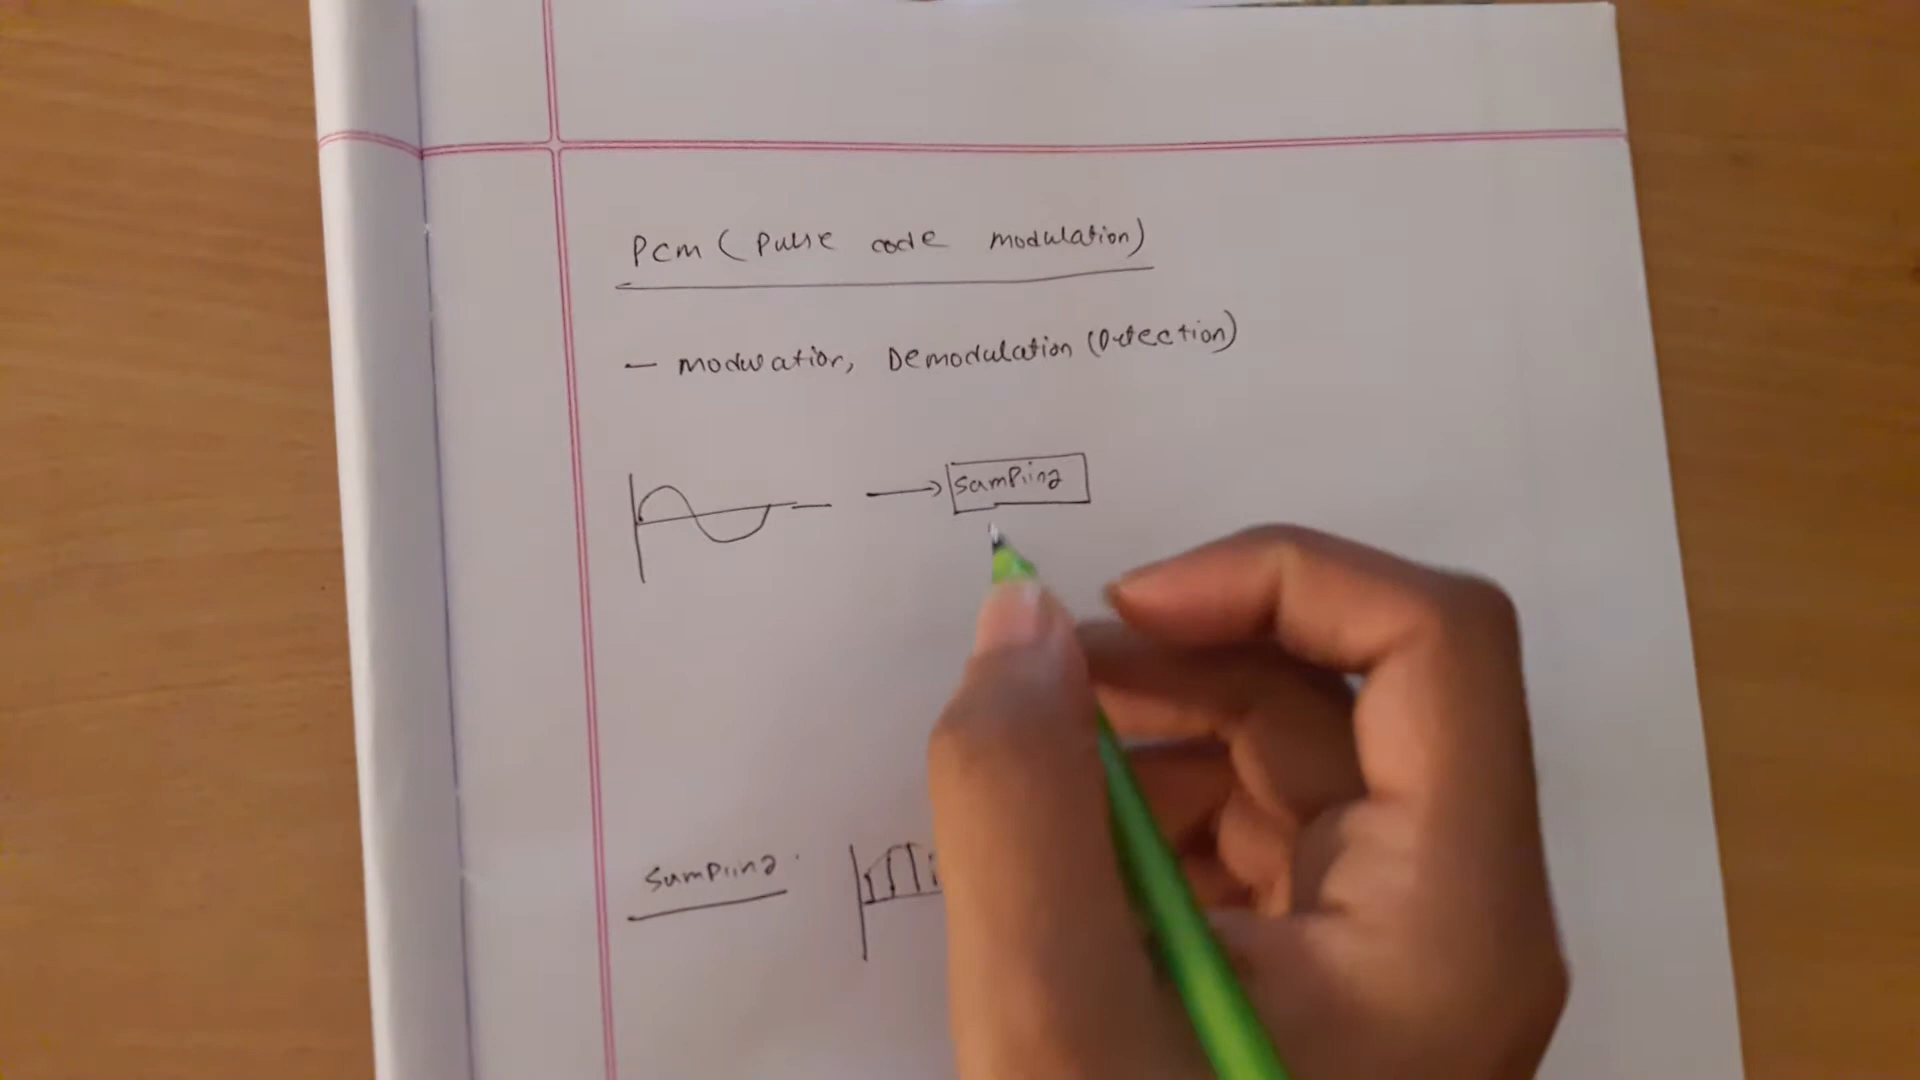 PCM (Pulse code modulation)
— modulation, Demodulation (Detection)
Sampling
Sampling